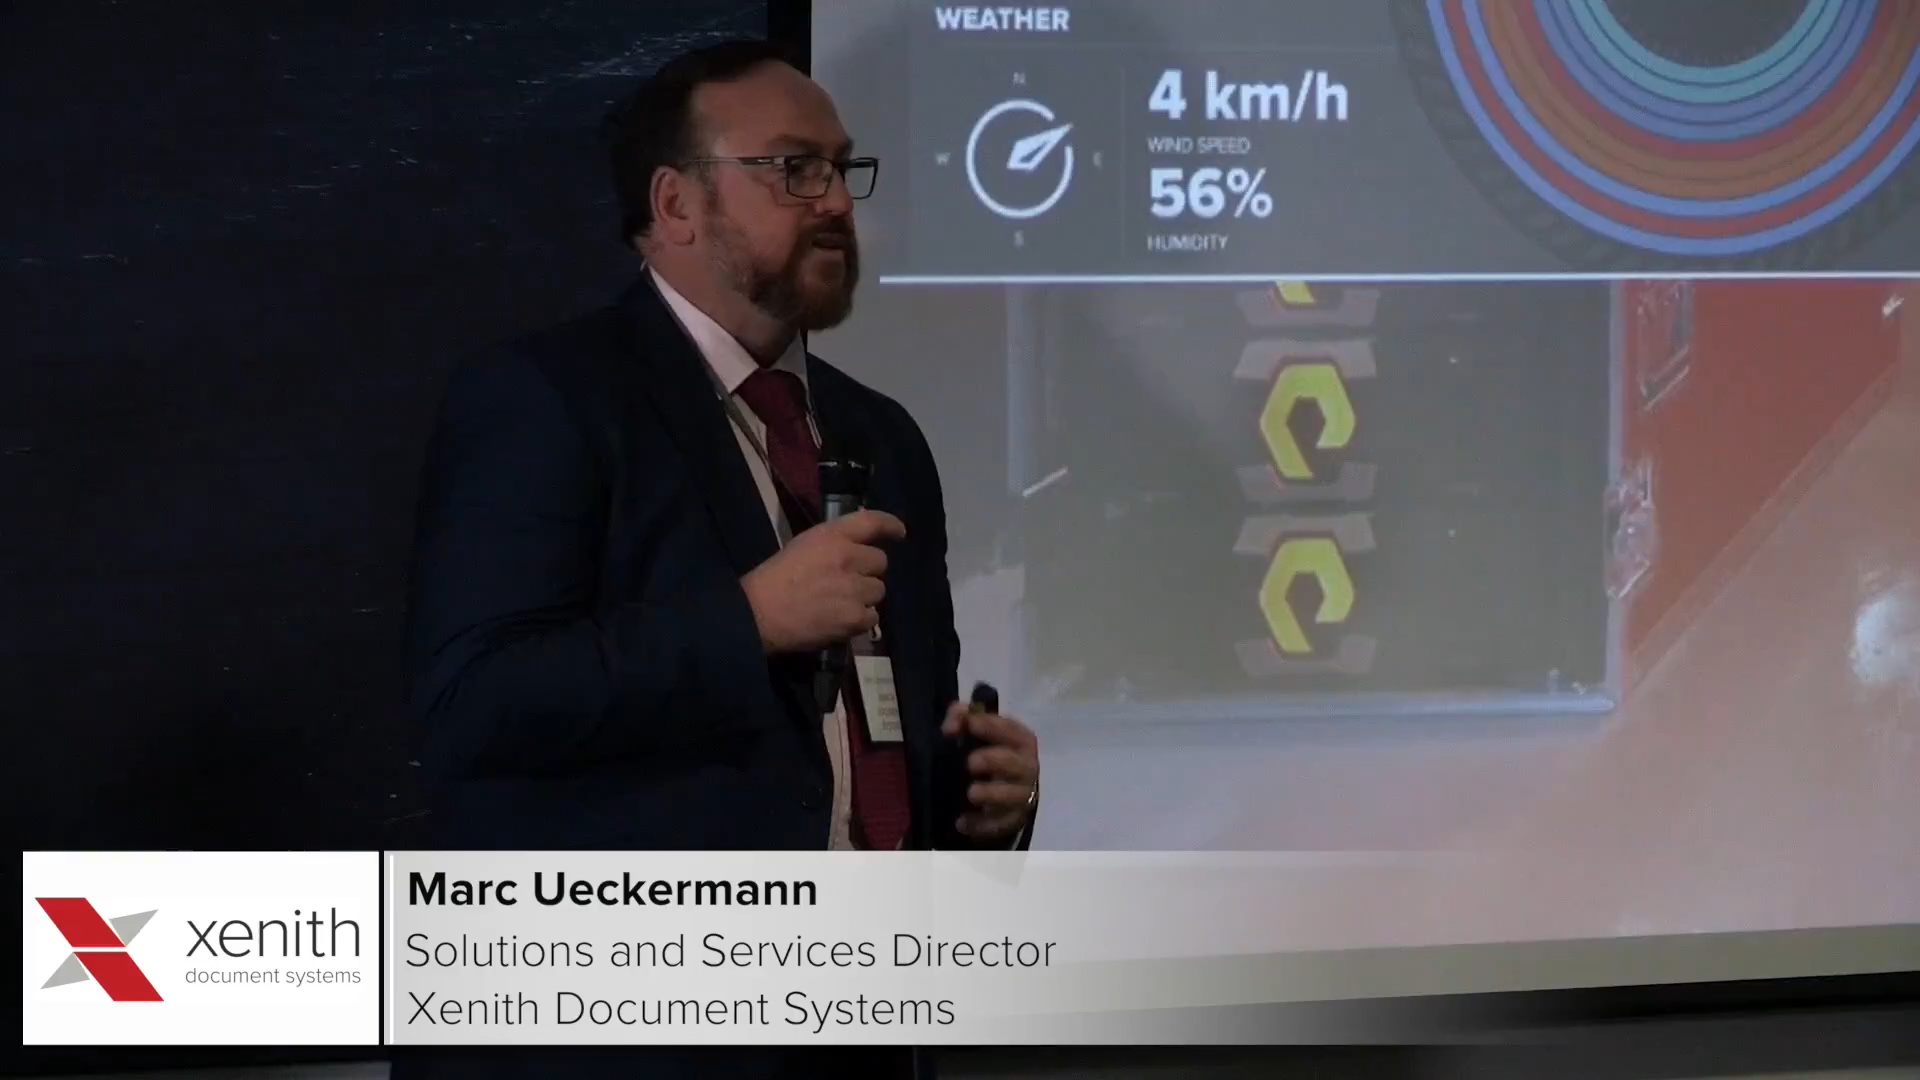 WEATHER
N
W
E
S
4 km/h
WIND SPEED
56%
HUMIDITY
xenith
document systems
Marc Ueckermann
Solutions and Services Director
Xenith Document Systems